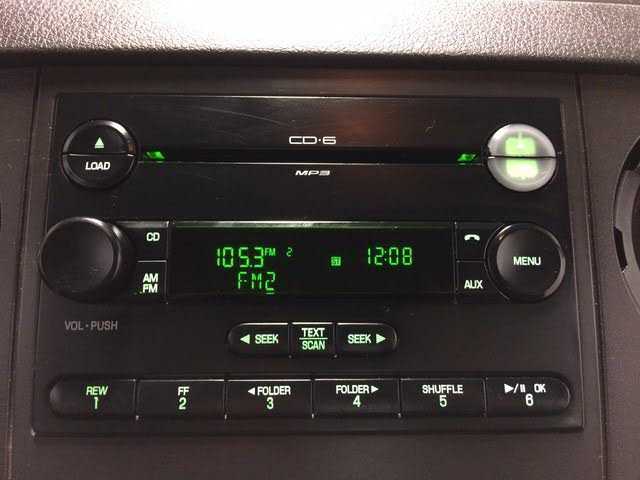 CD·6
LOAD
MP3
CD
105.3 FM 2 12:08
AM
FM
FM2
MENU
AUX
VOL·PUSH
◄ SEEK
TEXT
SCAN
SEEK ►
REW
1
FF
2
◄ FOLDER
3
FOLDER ►
4
SHUFFLE
5
►/II OK
6